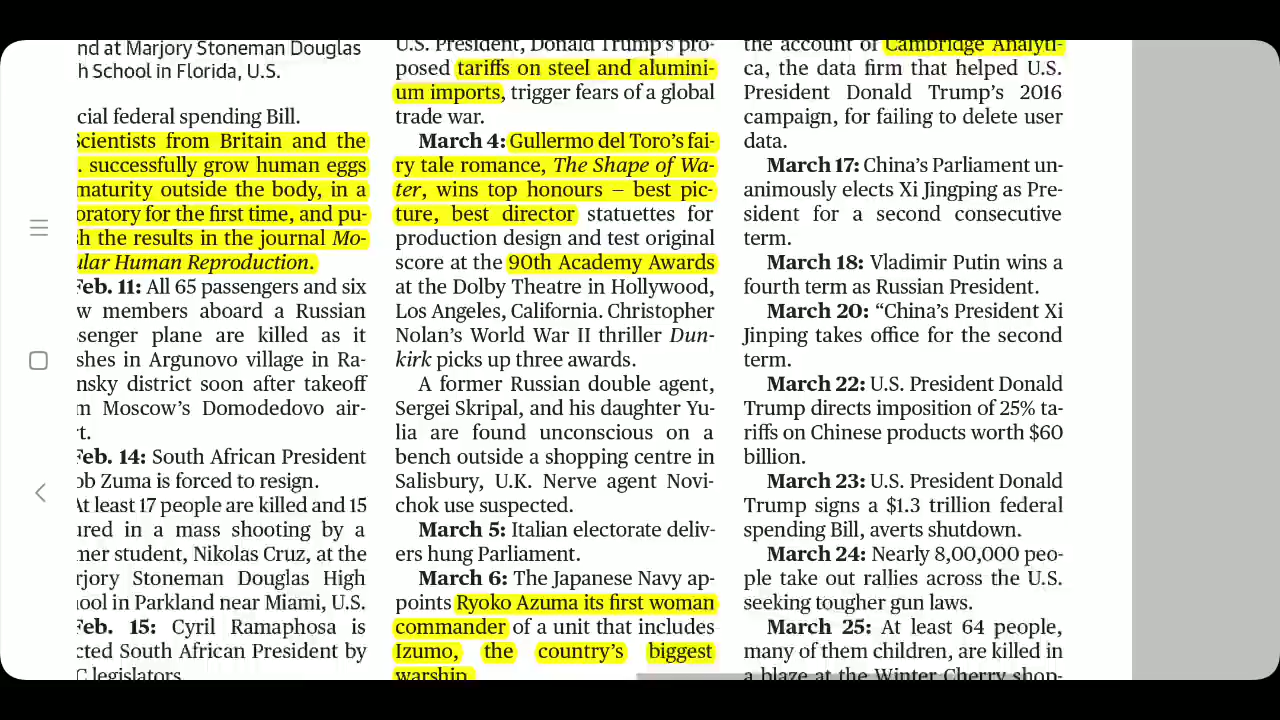 nd at Marjory Stoneman Douglas
h School in Florida, U.S.
cial federal spending Bill.
Scientists from Britain and the
. successfully grow human eggs
maturity outside the body, in a
oratory for the first time, and pu-
h the results in the journal Mo-
ular Human Reproduction.
Feb. 11: All 65 passengers and six
w members aboard a Russian
senger plane are killed as it
shes in Argunovo village in Ra-
nsky district soon after takeoff
m Moscow's Domodedovo air-
rt.
Feb. 14: South African President
ob Zuma is forced to resign.
At least 17 people are killed and 15
ured in a mass shooting by a
mer student, Nikolas Cruz, at the
rjory Stoneman Douglas High
ool in Parkland near Miami, U.S.
Feb. 15: Cyril Ramaphosa is
cted South African President by
C legislators.
U.S. President, Donald Trump's pro-
posed tariffs on steel and alumini-
um imports, trigger fears of a global
trade war.
March 4: Gullermo del Toro's fai-
ry tale romance, The Shape of Wa-
ter, wins top honours – best pic-
ture, best director statuettes for
production design and test original
score at the 90th Academy Awards
at the Dolby Theatre in Hollywood,
Los Angeles, California. Christopher
Nolan's World War II thriller Dun-
kirk picks up three awards.
A former Russian double agent,
Sergei Skripal, and his daughter Yu-
lia are found unconscious on a
bench outside a shopping centre in
Salisbury, U.K. Nerve agent Novi-
chok use suspected.
March 5: Italian electorate deliv-
ers hung Parliament.
March 6: The Japanese Navy ap-
points Ryoko Azuma its first woman
commander of a unit that includes
Izumo, the country's biggest
warship.
the account of Cambridge Analyti-
ca, the data firm that helped U.S.
President Donald Trump's 2016
campaign, for failing to delete user
data.
March 17: China's Parliament un-
animously elects Xi Jingping as Pre-
sident for a second consecutive
term.
March 18: Vladimir Putin wins a
fourth term as Russian President.
March 20: “China's President Xi
Jinping takes office for the second
term.
March 22: U.S. President Donald
Trump directs imposition of 25% ta-
riffs on Chinese products worth $60
billion.
March 23: U.S. President Donald
Trump signs a $1.3 trillion federal
spending Bill, averts shutdown.
March 24: Nearly 8,00,000 peo-
ple take out rallies across the U.S.
seeking tougher gun laws.
March 25: At least 64 people,
many of them children, are killed in
a blaze at the Winter Cherry shop-